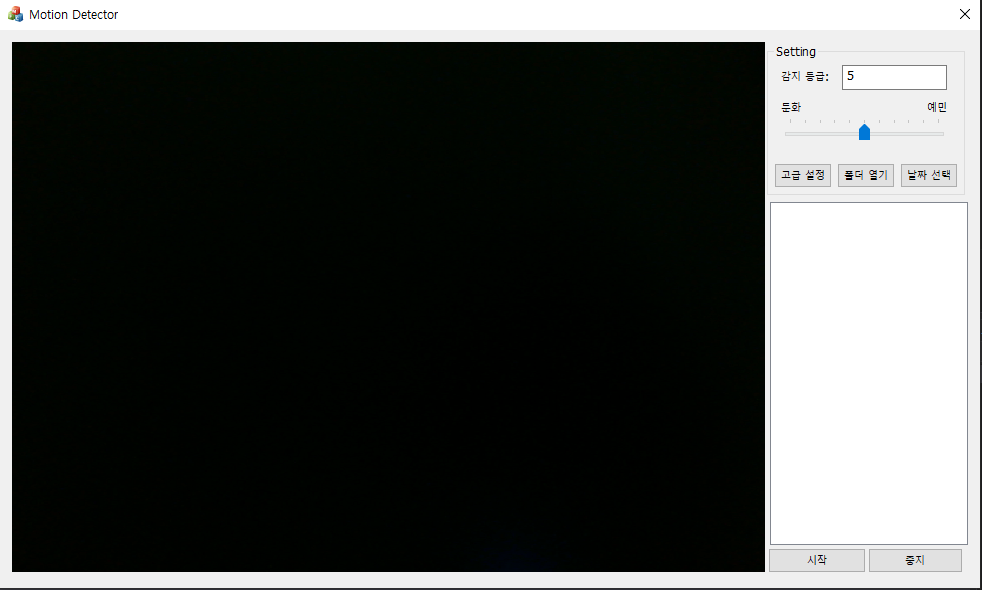 Motion Detector
Setting
감지 등급: 5
둔화 예민
고급 설정 폴더 열기 날짜 선택
시작 중지